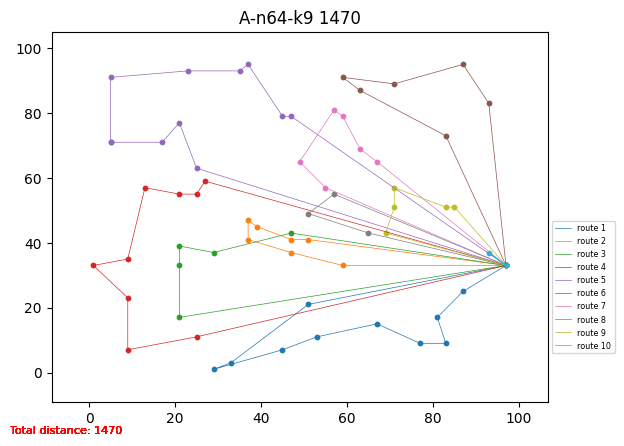 A-n64-k9 1470
100
80
60
40
20
0
0 20 40 60 80 100
route 1
route 2
route 3
route 4
route 5
route 6
route 7
route 8
route 9
route 10
Total distance: 1470